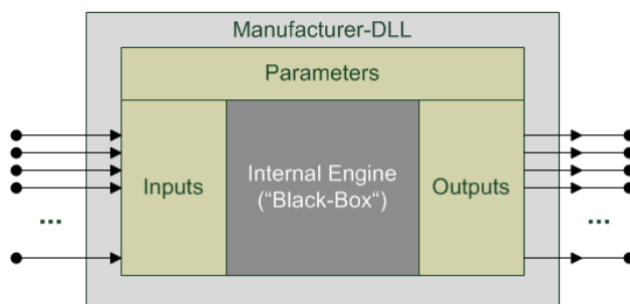 Manufacturer-DLL
Parameters
Inputs
Internal Engine
("Black-Box“)
Outputs
...
...